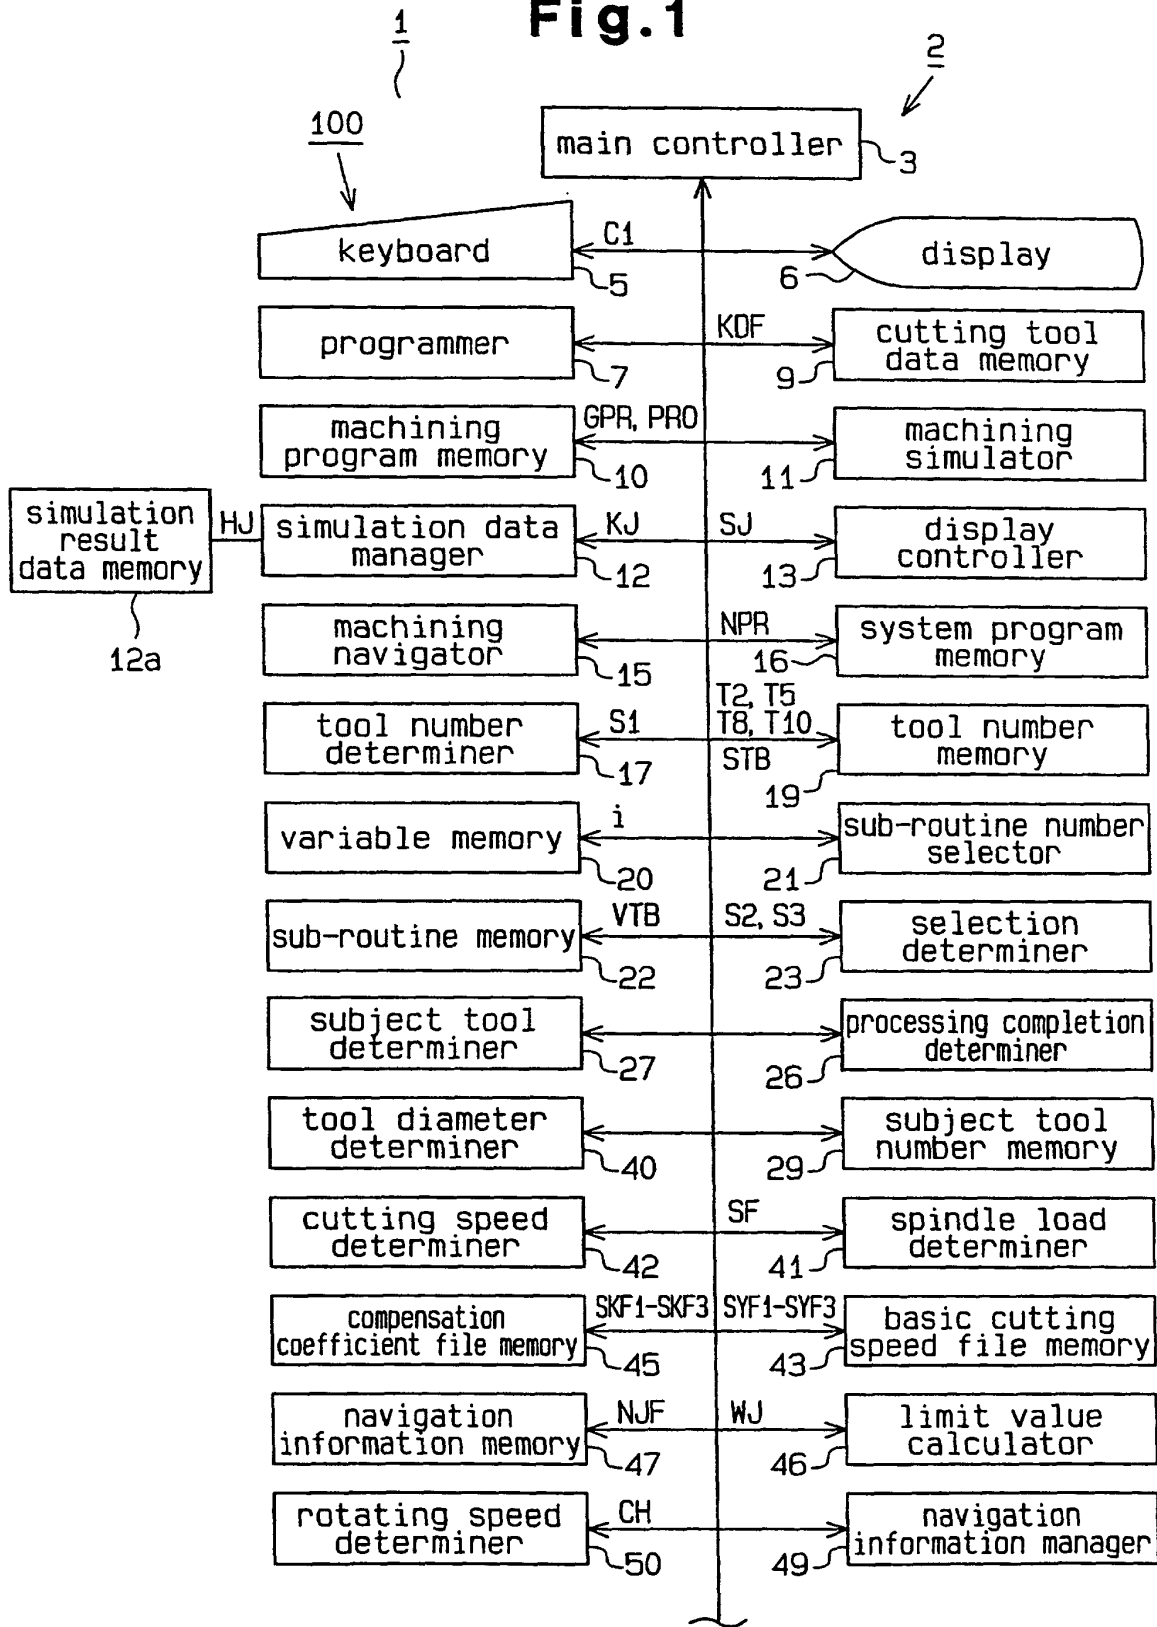 Fig.1
1
2
100
main controller
3
keyboard
C1
display
5
6
programmer
KDF
cutting tool
data memory
7
9
machining
program memory
GPR, PRO
machining
simulator
10
11
simulation
result
data memory
HJ
simulation data
manager
KJ
SJ
display
controller
12
13
12a
machining
navigator
NPR
system program
memory
15
16
tool number
determiner
S1
T2, T5
T8, T10
STB
tool number
memory
17
19
variable memory
i
sub-routine number
selector
20
21
sub-routine memory
VTB
S2, S3
selection
determiner
22
23
subject tool
determiner
processing completion
determiner
27
26
tool diameter
determiner
subject tool
number memory
40
29
cutting speed
determiner
SF
spindle load
determiner
42
41
compensation
coefficient file memory
SKF1-SKF3
SYF1-SYF3
basic cutting
speed file memory
45
43
navigation
information memory
NJF
WJ
limit value
calculator
47
46
rotating speed
determiner
CH
navigation
information manager
50
49